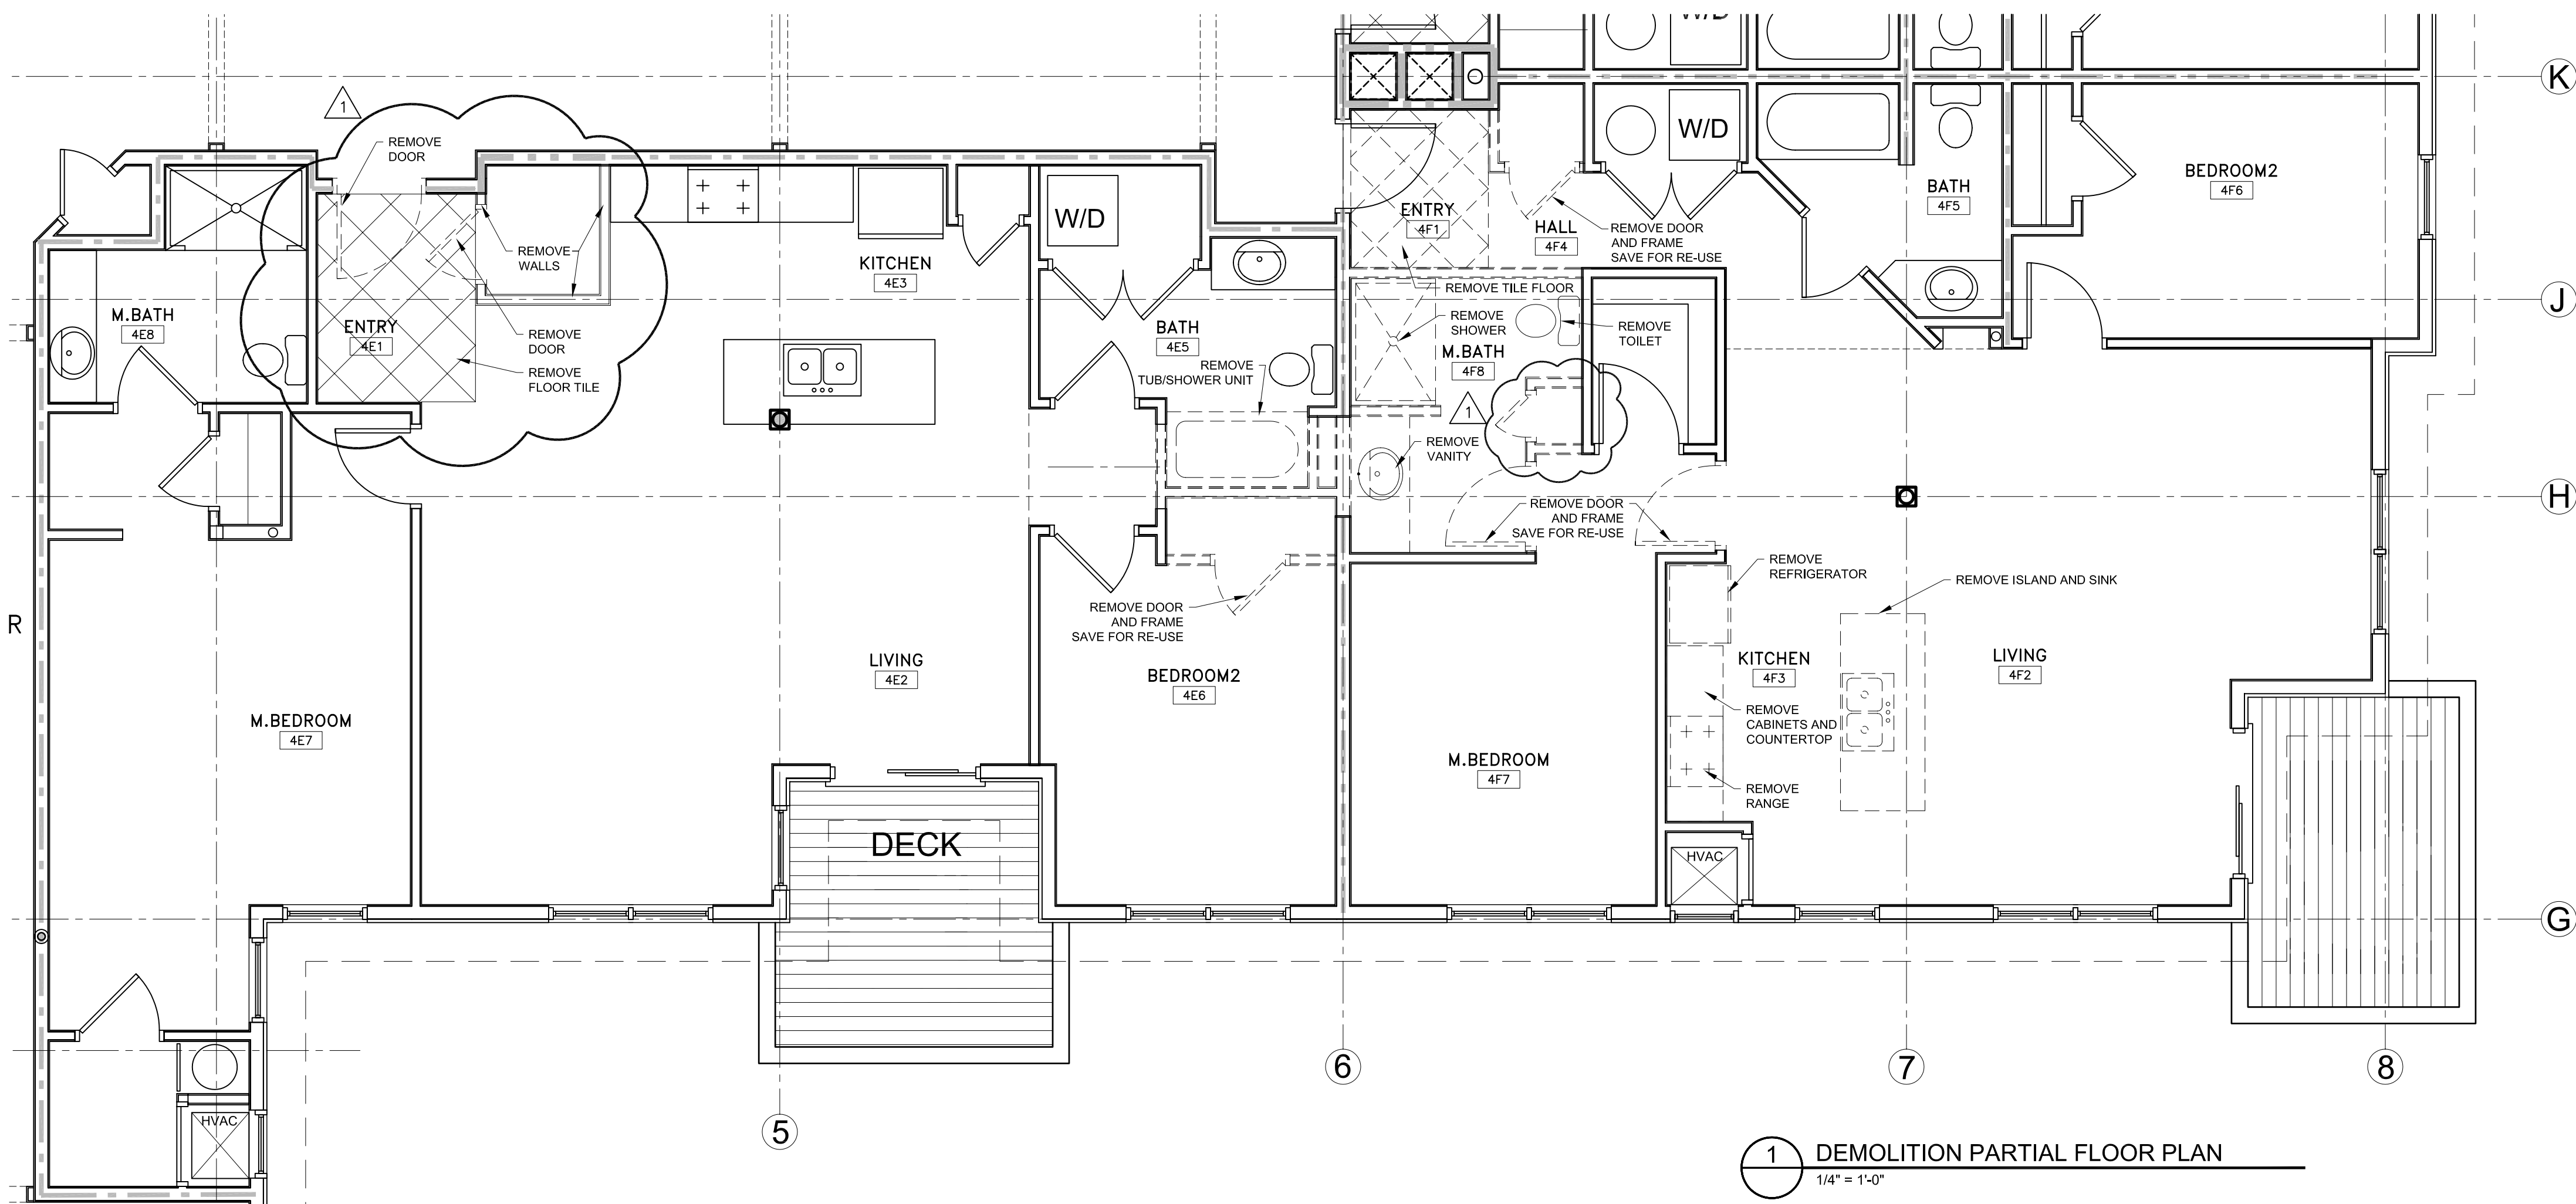 W/D
K
1
REMOVE
DOOR
W/D
BEDROOM2
4F6
BATH
4F5
W/D
ENTRY
4F1
HALL
4F4
REMOVE DOOR
AND FRAME
SAVE FOR RE-USE
REMOVE
WALLS
KITCHEN
4E3
REMOVE TILE FLOOR
J
M.BATH
4E8
ENTRY
4E1
REMOVE
DOOR
REMOVE
FLOOR TILE
BATH
4E5
REMOVE
TUB/SHOWER UNIT
REMOVE
SHOWER
REMOVE
TOILET
M.BATH
4F8
1
REMOVE
VANITY
H
REMOVE DOOR
AND FRAME
SAVE FOR RE-USE
REMOVE
REFRIGERATOR
REMOVE ISLAND AND SINK
REMOVE DOOR
AND FRAME
SAVE FOR RE-USE
R
LIVING
4E2
BEDROOM2
4E6
KITCHEN
4F3
LIVING
4F2
M.BEDROOM
4E7
REMOVE
CABINETS AND
COUNTERTOP
M.BEDROOM
4F7
REMOVE
RANGE
DECK
HVAC
G
6
7
8
HVAC
5
1
DEMOLITION PARTIAL FLOOR PLAN
1/4" = 1'-0"